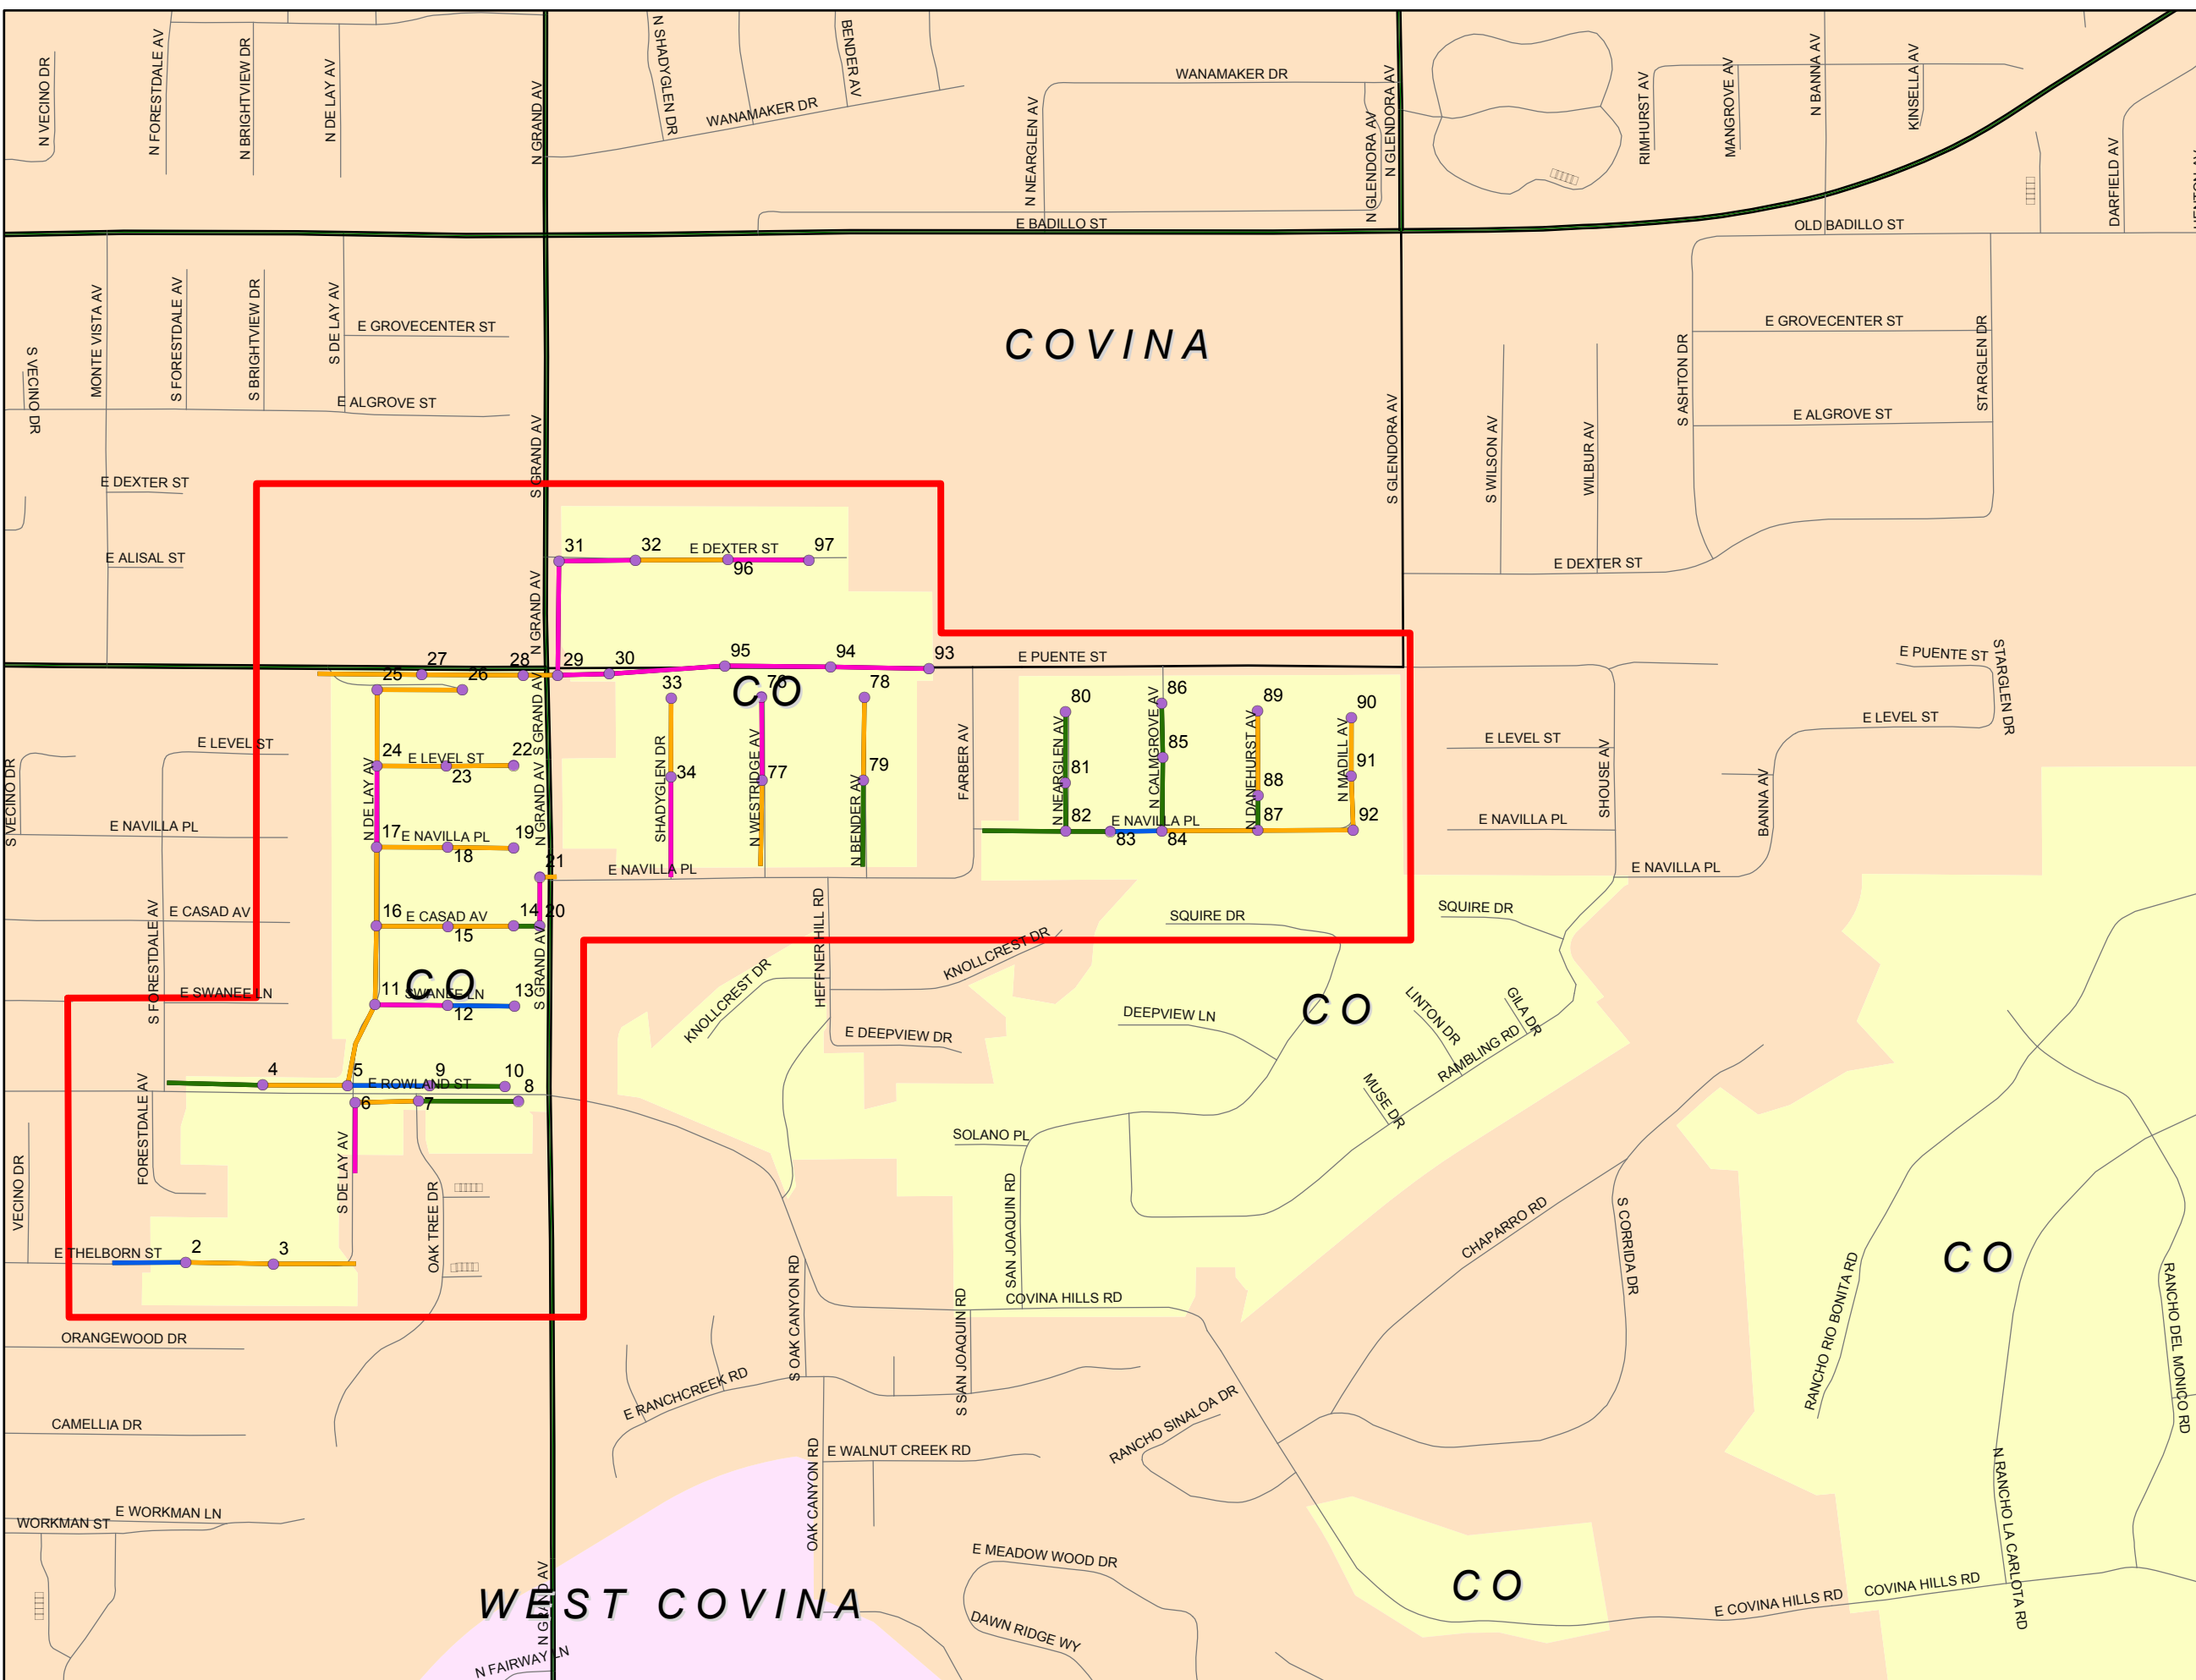 N VECINO DR
N FORESTDALE AV
N BRIGHTVIEW DR
N DE LAY AV
N GRAND AV
N SHADYGLEN DR
BENDER AV
WANAMAKER DR
WANAMAKER DR
N NEARGLEN AV
N GLENDORA AV
N GLENDORA AV
RIMHURST AV
MANGROVE AV
N BANNA AV
KINSELLA AV
DARFIELD AV
E BADILLO ST
OLD BADILLO ST
MONTE VISTA AV
S FORESTDALE AV
S BRIGHTVIEW DR
S DE LAY AV
E GROVECENTER ST
S VECINO DR
E ALGROVE ST
COVINA
S GRAND AV
S GLENDORA AV
S WILSON AV
WILBUR AV
S ASHTON DR
E GROVECENTER ST
E ALGROVE ST
STARGLEN DR
E DEXTER ST
E ALISAL ST
N GRAND AV
31
32
E DEXTER ST
96
97
E DEXTER ST
25
27
26
28
29
30
95
94
93
E PUENTE ST
E PUENTE ST
STARGLEN DR
CO
33
76
78
80
86
89
90
S GRAND AV
E LEVEL ST
24
E LEVEL ST
23
22
34
77
79
81
85
88
91
E LEVEL ST
E LEVEL ST
S VECINO DR
N DE LAY AV
N GRAND AV
SHADYGLEN DR
N WESTRIDGE AV
N BENDER AV
FARBER AV
N NEARGLEN AV
N CALMGROVE AV
N DANEHURST AV
N MADILL AV
SHOUSE AV
BANNA AV
E NAVILLA PL
17
E NAVILLA PL
18
19
21
E NAVILLA PL
82
E NAVILLA PL
83
84
87
92
E NAVILLA PL
E NAVILLA PL
S FORESTDALE AV
E CASAD AV
16
E CASAD AV
15
14
20
S GRAND AV
HEFFNER HILL RD
SQUIRE DR
SQUIRE DR
KNOLLCREST DR
KNOLLCREST DR
E SWANEE LN
CO
11
SWANEE LN
12
13
E DEEPVIEW DR
DEEPVIEW LN
CO
LINTON DR
GILA DR
RAMBLING RD
MUSE DR
4
5
E ROWLAND ST
9
10
6
7
8
FORESTDALE AV
S DE LAY AV
OAK TREE DR
VECINO DR
SOLANO PL
SAN JOAQUIN RD
CHAPARRO RD
S CORRIDA DR
E THELBORN ST
2
3
CO
RANCHO RIO BONITA RD
RANCHO DEL MONICO RD
ORANGEWOOD DR
S OAK CANYON RD
COVINA HILLS RD
S SAN JOAQUIN RD
E RANCHCREEK RD
RANCHO SINALOA DR
CAMELLIA DR
OAK CANYON RD
E WALNUT CREEK RD
N RANCHO LA CARLOTA RD
E WORKMAN LN
WORKMAN ST
N GRAND AV
WEST COVINA
E MEADOW WOOD DR
DAWN RIDGE WY
CO
E COVINA HILLS RD
COVINA HILLS RD
N FAIRWAY LN